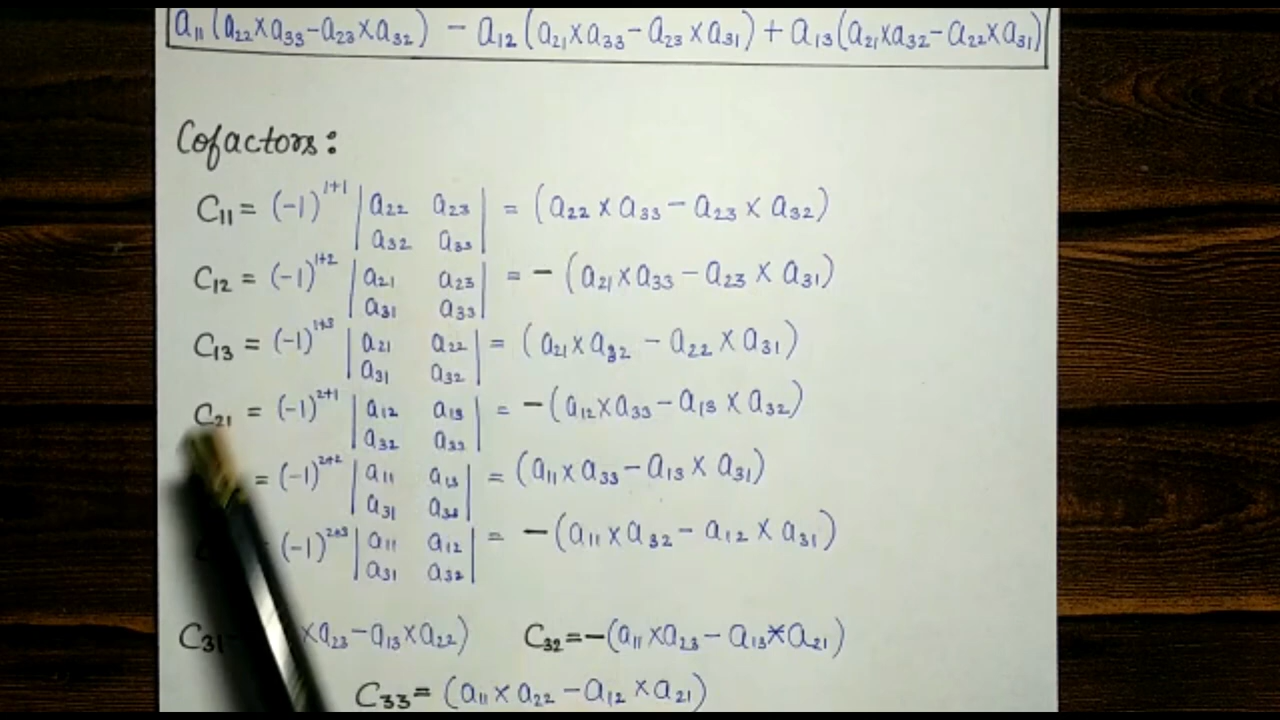 a₁₁(a₂₂×a₃₃-a₂₃×a₃₂) - a₁₂(a₂₁×a₃₃-a₂₃×a₃₁)+a₁₃(a₂₁×a₃₂-a₂₂×a₃₁)
Cofactors:
C₁₁ = (-1)¹⁺¹ |a₂₂ a₂₃| = (a₂₂×a₃₃-a₂₃×a₃₂)
|a₃₂ a₃₃|
C₁₂ = (-1)¹⁺² |a₂₁ a₂₃| = -(a₂₁×a₃₃-a₂₃×a₃₁)
|a₃₁ a₃₃|
C₁₃ = (-1)¹⁺³ |a₂₁ a₂₂| = (a₂₁×a₃₂-a₂₂×a₃₁)
|a₃₁ a₃₂|
C₂₁ = (-1)²⁺¹ |a₁₂ a₁₃| = -(a₁₂×a₃₃-a₁₃×a₃₂)
|a₃₂ a₃₃|
= (-1)²⁺² |a₁₁ a₁₃| = (a₁₁×a₃₃-a₁₃×a₃₁)
|a₃₁ a₃₃|
= (-1)²⁺³ |a₁₁ a₁₂| = -(a₁₁×a₃₂-a₁₂×a₃₁)
|a₃₁ a₃₂|
C₃₁ ×a₂₃-a₁₃×a₂₂) C₃₂=-(a₁₁×a₂₃-a₁₃×a₂₁)
C₃₃= (a₁₁×a₂₂-a₁₂×a₂₁)